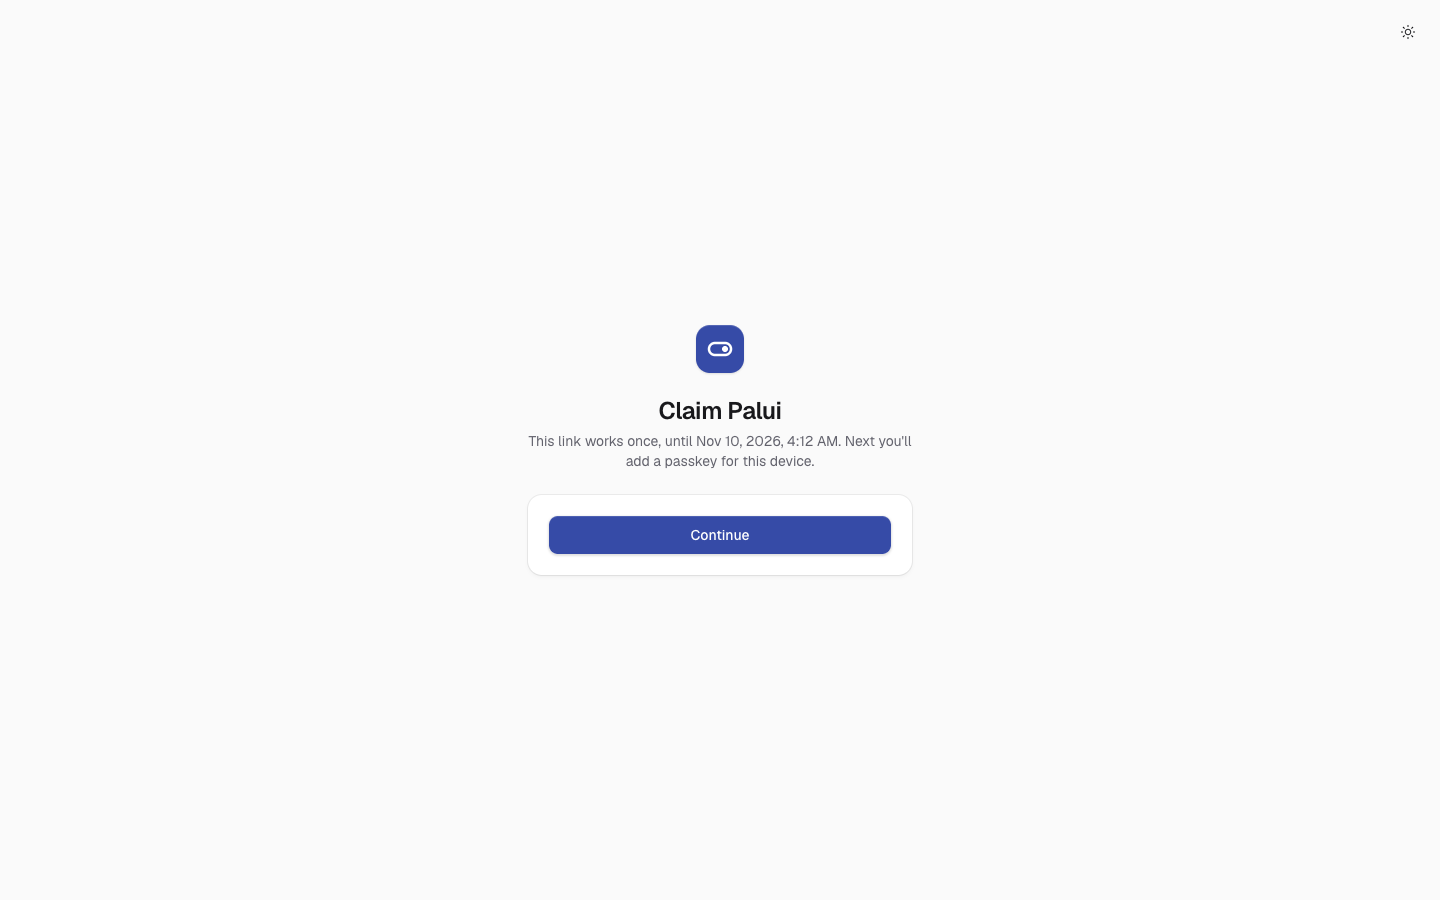 Claim Palui
This link works once, until Nov 10, 2026, 4:12 AM. Next you'll
add a passkey for this device.
Continue